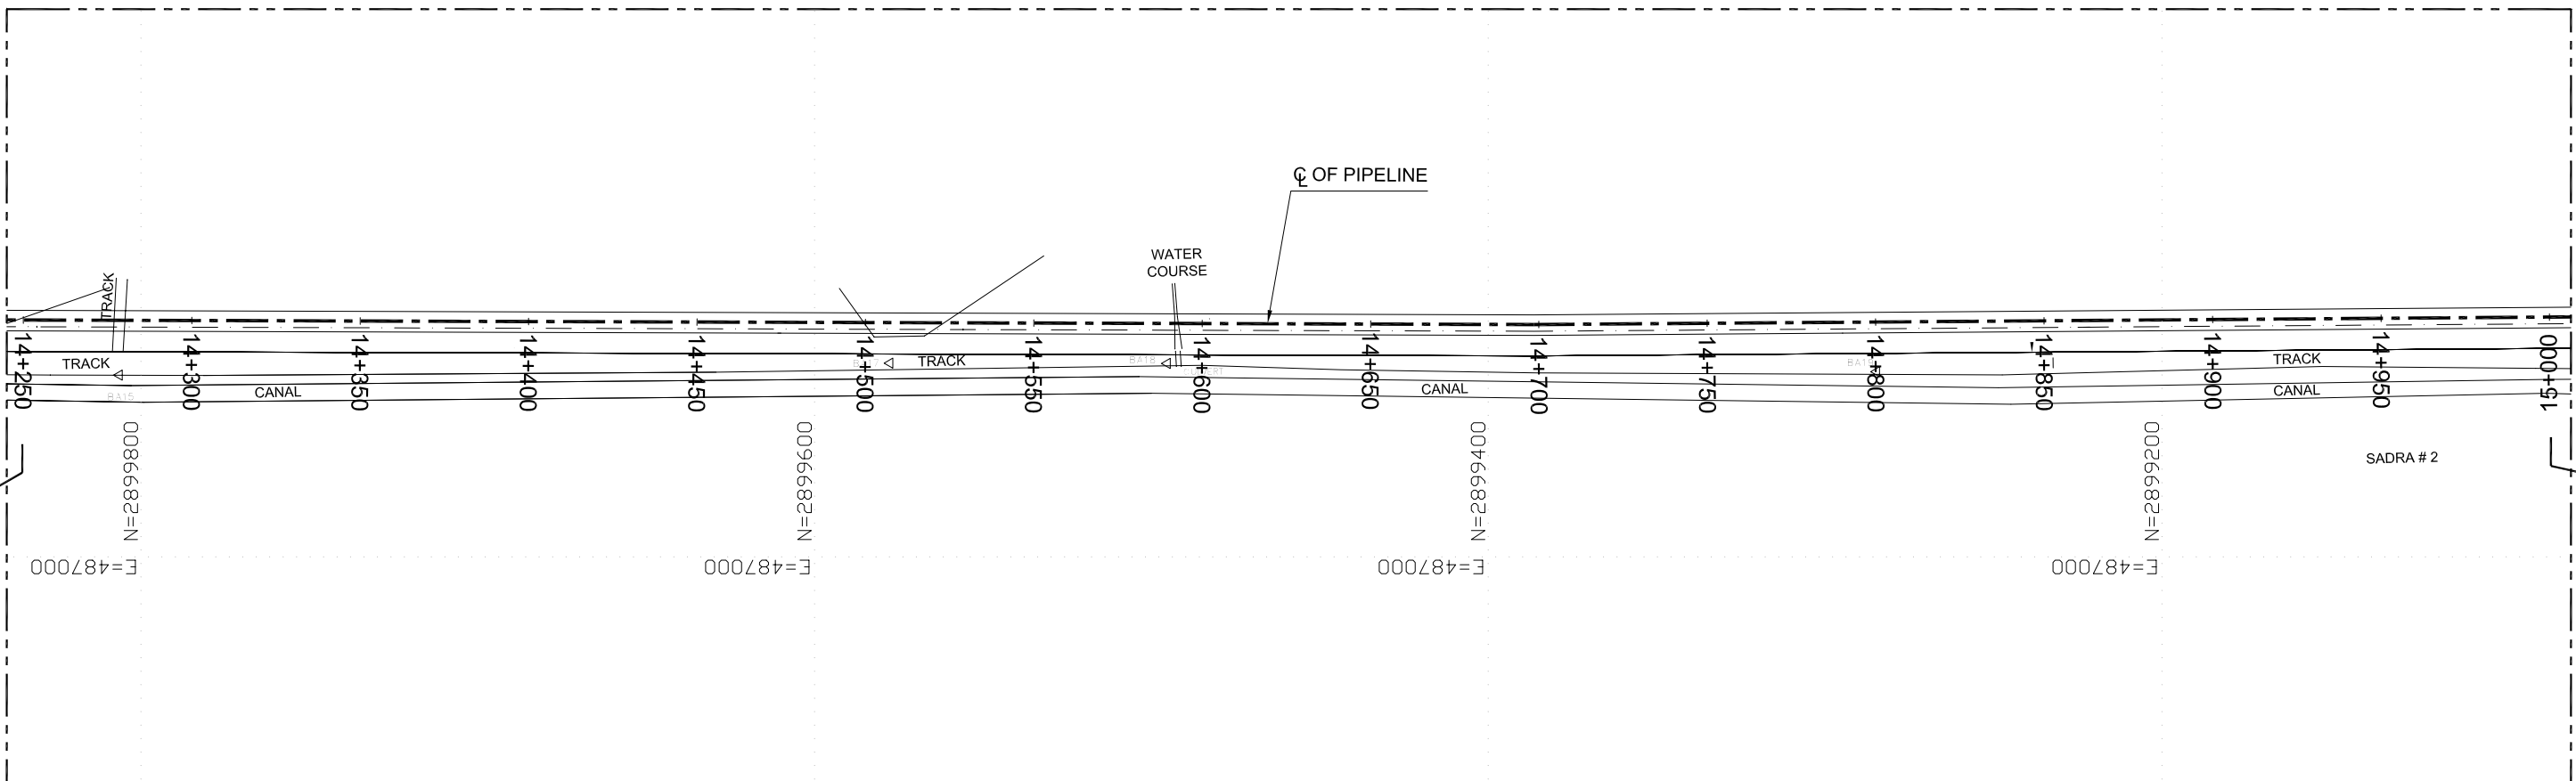 ℄ OF PIPELINE
WATER
COURSE
TRACK
TRACK
TRACK
TRACK
CANAL
CANAL
CANAL
BA15
BA18
14+250
14+300
14+350
14+400
14+450
14+500
14+550
14+600
14+650
14+700
14+750
14+800
14+850
14+900
14+950
15+000
SADRA # 2
N=2899800
N=2899600
N=2899400
N=2899200
E=487000
E=487000
E=487000
E=487000